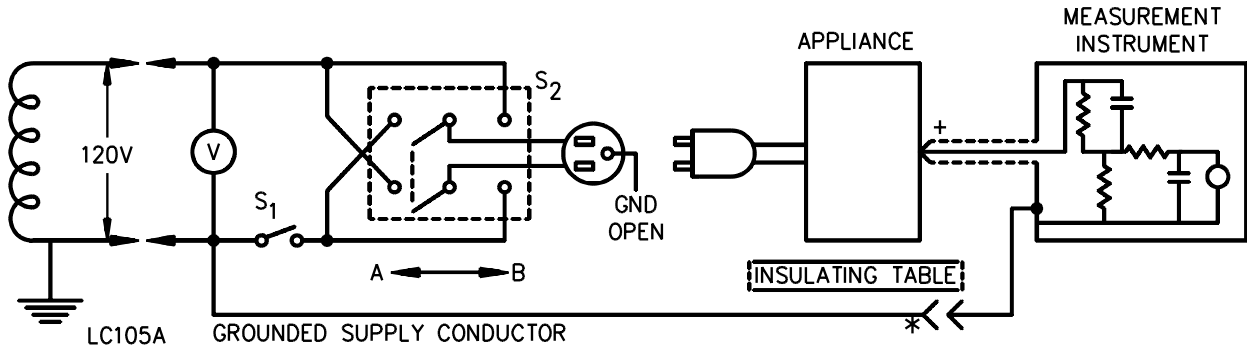 MEASUREMENT
INSTRUMENT
APPLIANCE
S2
+
120V
V
S1
GND
OPEN
A B
INSULATING TABLE
*
LC105A
GROUNDED SUPPLY CONDUCTOR